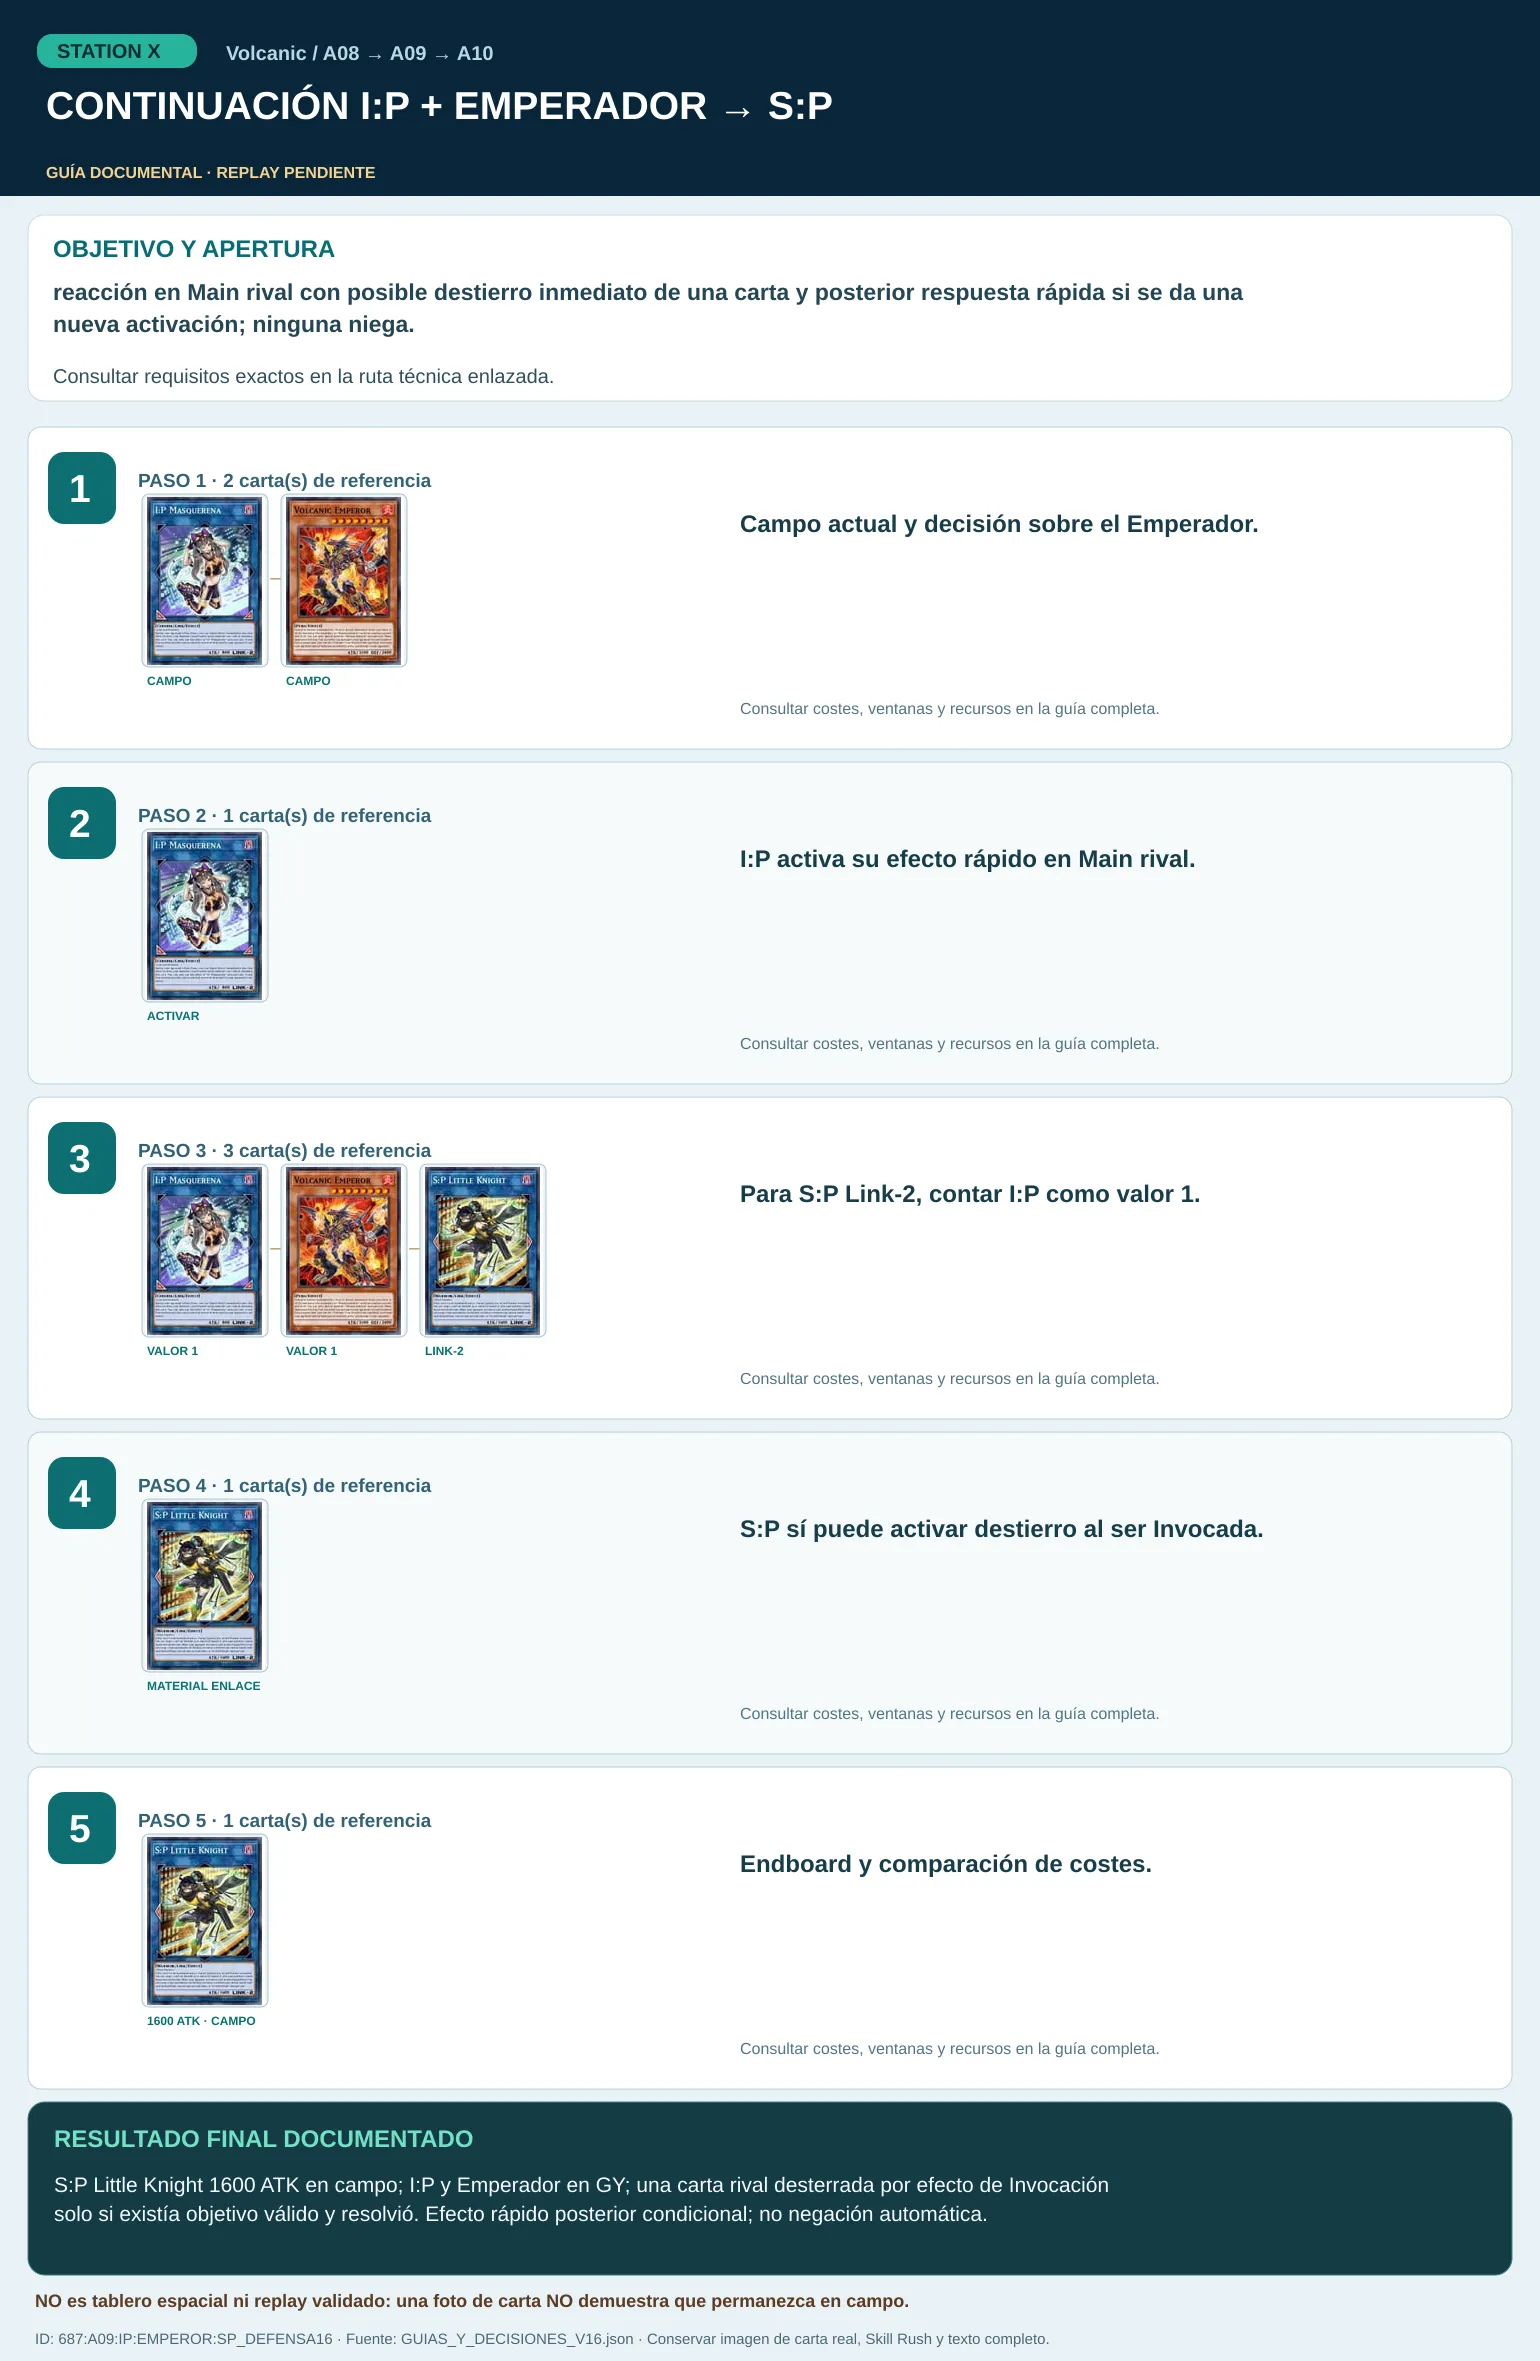 STATION X
Volcanic / A08 → A09 → A10
CONTINUACIÓN I:P + EMPERADOR → S:P
GUÍA DOCUMENTAL · REPLAY PENDIENTE
OBJETIVO Y APERTURA
reacción en Main rival con posible destierro inmediato de una carta y posterior respuesta rápida si se da una
nueva activación; ninguna niega.
Consultar requisitos exactos en la ruta técnica enlazada.
1
PASO 1 · 2 carta(s) de referencia
I:P MASQUERENA
VOLCANIC EMPEROR
CAMPO
CAMPO
Campo actual y decisión sobre el Emperador.
Consultar costes, ventanas y recursos en la guía completa.
2
PASO 2 · 1 carta(s) de referencia
I:P MASQUERENA
ACTIVAR
I:P activa su efecto rápido en Main rival.
Consultar costes, ventanas y recursos en la guía completa.
3
PASO 3 · 3 carta(s) de referencia
I:P MASQUERENA
VOLCANIC EMPEROR
S:P LITTLE KNIGHT
VALOR 1
VALOR 1
LINK-2
Para S:P Link-2, contar I:P como valor 1.
Consultar costes, ventanas y recursos en la guía completa.
4
PASO 4 · 1 carta(s) de referencia
S:P LITTLE KNIGHT
MATERIAL ENLACE
S:P sí puede activar destierro al ser Invocada.
Consultar costes, ventanas y recursos en la guía completa.
5
PASO 5 · 1 carta(s) de referencia
S:P LITTLE KNIGHT
1600 ATK · CAMPO
Endboard y comparación de costes.
Consultar costes, ventanas y recursos en la guía completa.
RESULTADO FINAL DOCUMENTADO
S:P Little Knight 1600 ATK en campo; I:P y Emperador en GY; una carta rival desterrada por efecto de Invocación
solo si existía objetivo válido y resolvió. Efecto rápido posterior condicional; no negación automática.
NO es tablero espacial ni replay validado: una foto de carta NO demuestra que permanezca en campo.
ID: 687:A09:IP:EMPEROR:SP_DEFENSA16 · Fuente: GUIAS_Y_DECISIONES_V16.json · Conservar imagen de carta real, Skill Rush y texto completo.